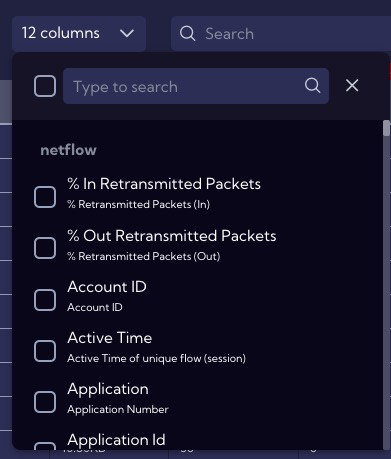 12 columns
Search
Type to search
netflow
% In Retransmitted Packets
% Retransmitted Packets (In)
% Out Retransmitted Packets
% Retransmitted Packets (Out)
Account ID
Account ID
Active Time
Active Time of unique flow (session)
Application
Application Number
Application Id